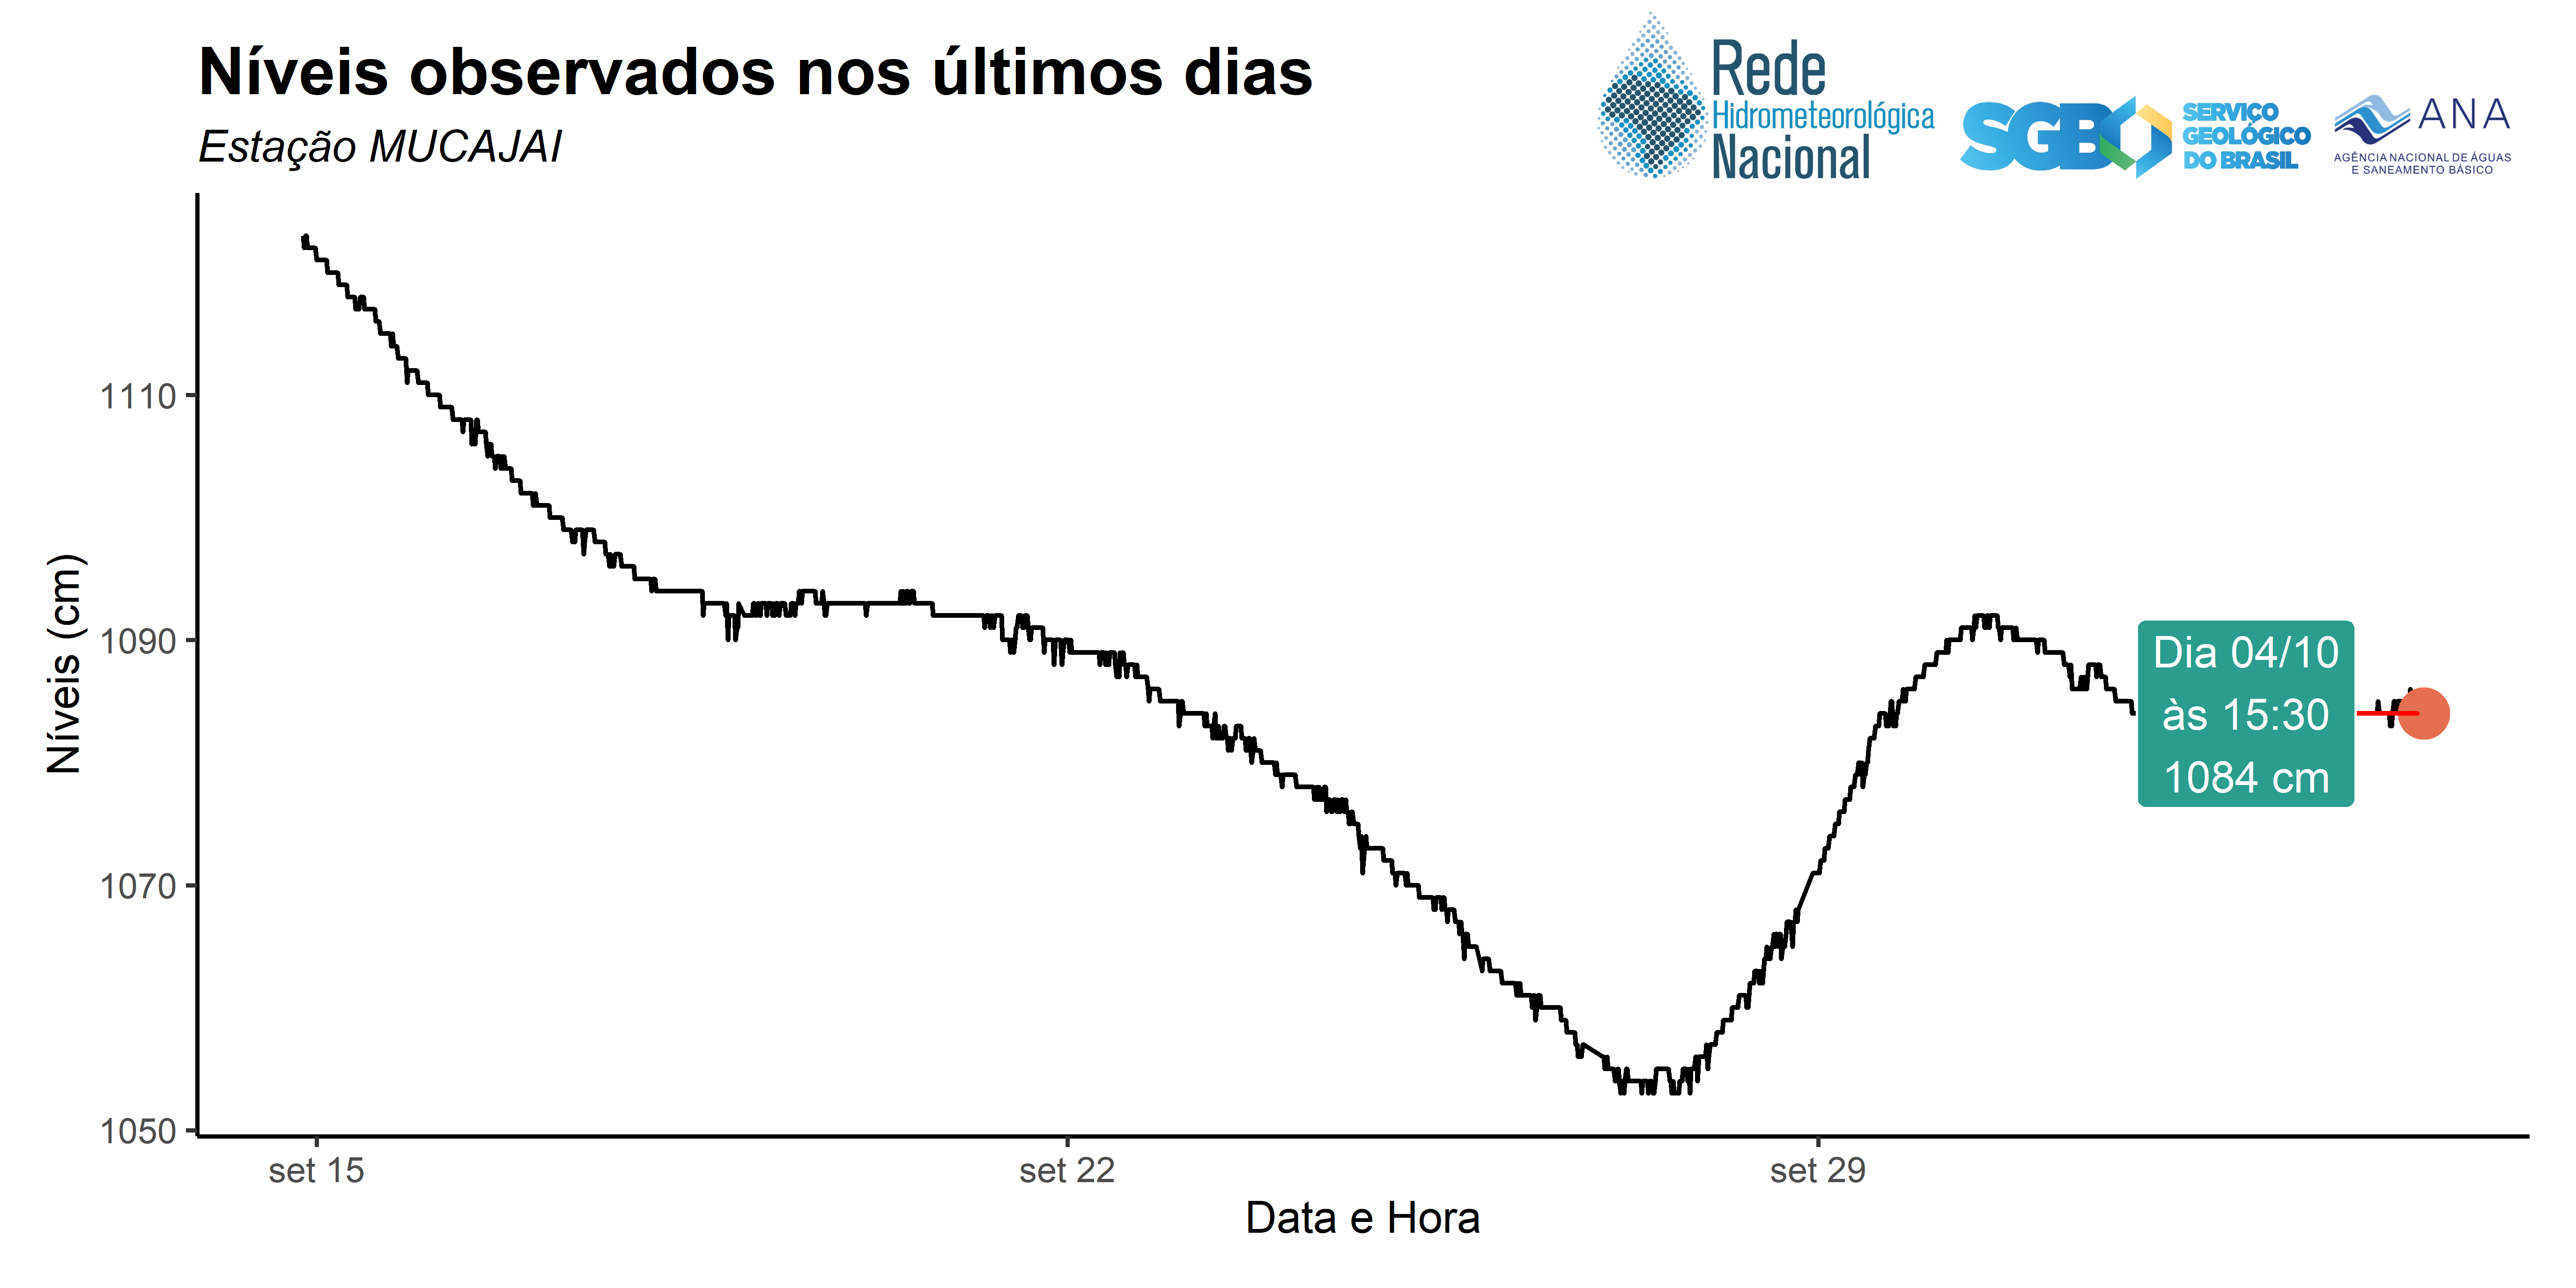 Níveis observados nos últimos dias
Estação MUCAJAI
Rede
Hidrometeorológica
Nacional
SGB
SERVIÇO
GEOLÓGICO
DO BRASIL
ANA
AGÊNCIA NACIONAL DE ÁGUAS
E SANEAMENTO BÁSICO
Níveis (cm)
1110
1090
1070
1050
Dia 04/10
às 15:30
1084 cm
set 15
set 22
set 29
Data e Hora